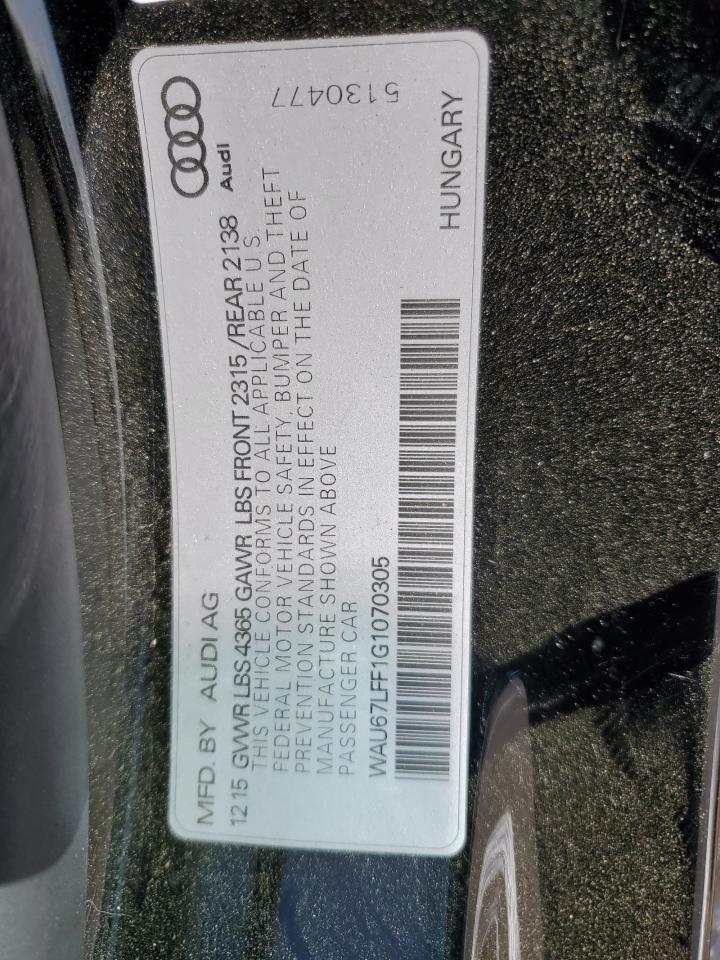 MFD. BY AUDI AG
12 15 GVWR LBS 4365 GAWR LBS FRONT 2315/REAR 2138
THIS VEHICLE CONFORMS TO ALL APPLICABLE U S
FEDERAL MOTOR VEHICLE SAFETY, BUMPER AND THEFT
PREVENTION STANDARDS IN EFFECT ON THE DATE OF
MANUFACTURE SHOWN ABOVE
PASSENGER CAR
WAU67LFF1G1070305
Audi
5130477
HUNGARY